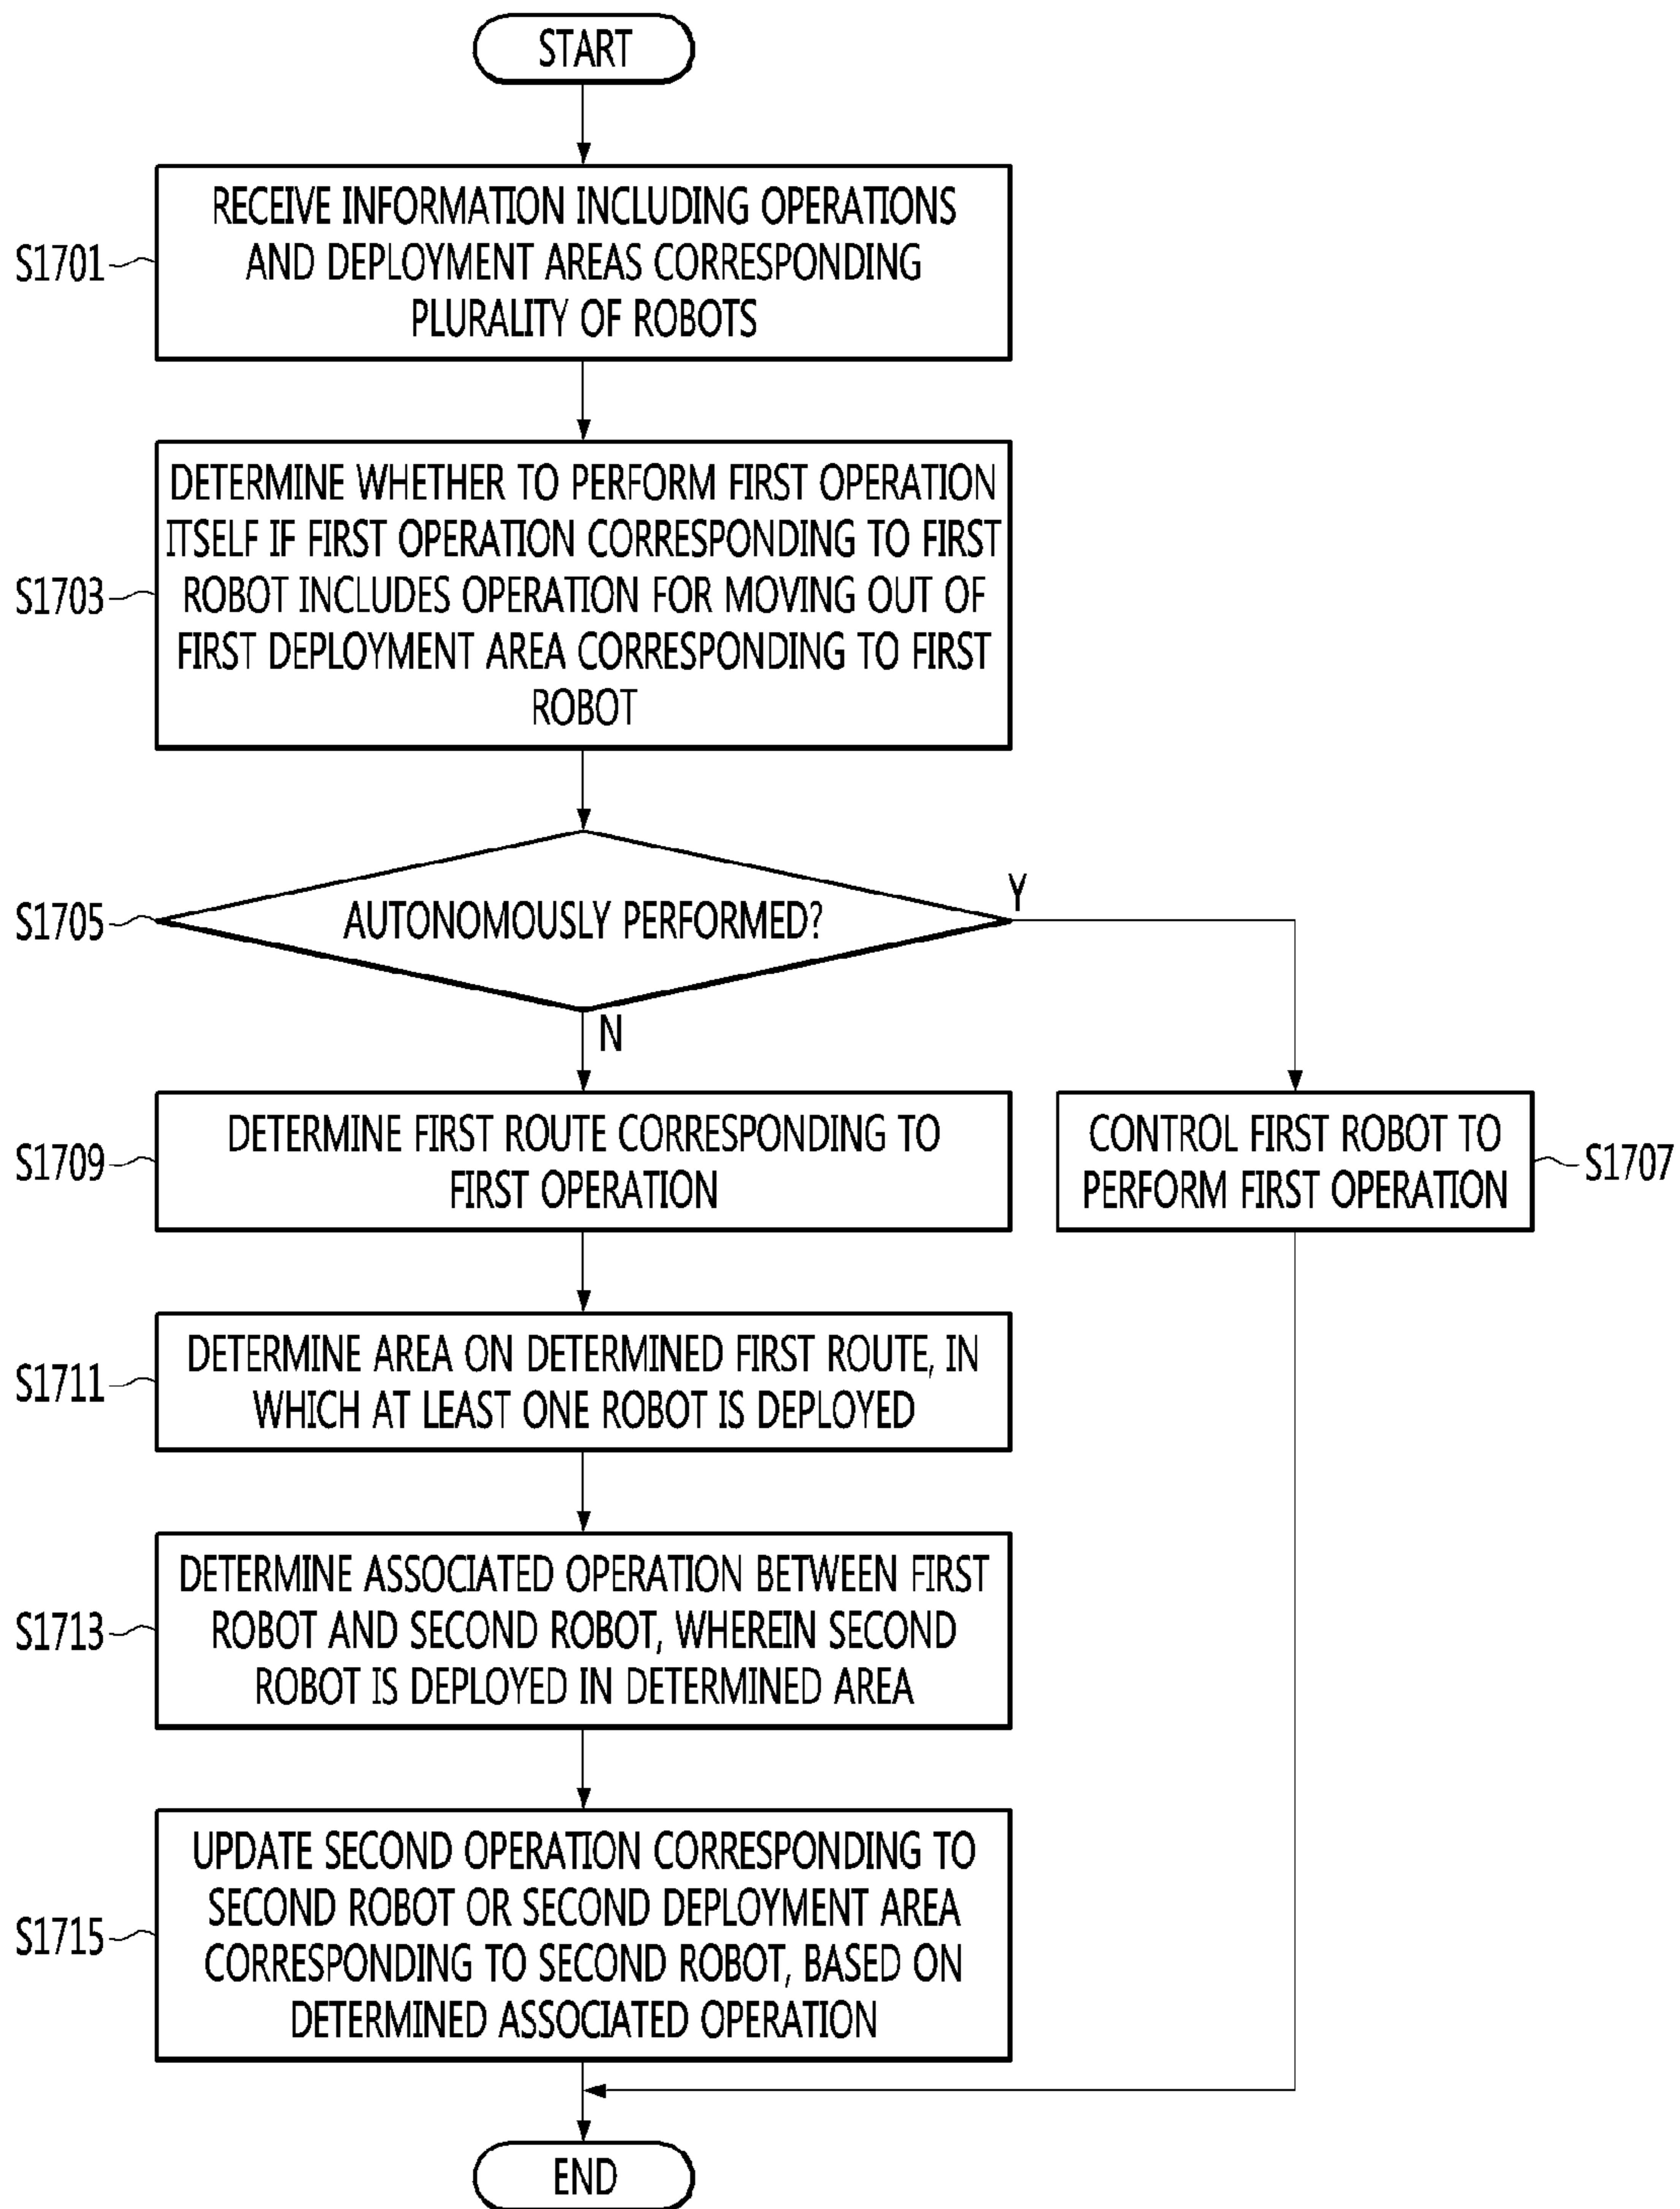 START
S1701
RECEIVE INFORMATION INCLUDING OPERATIONS
AND DEPLOYMENT AREAS CORRESPONDING
PLURALITY OF ROBOTS
S1703
DETERMINE WHETHER TO PERFORM FIRST OPERATION
ITSELF IF FIRST OPERATION CORRESPONDING TO FIRST
ROBOT INCLUDES OPERATION FOR MOVING OUT OF
FIRST DEPLOYMENT AREA CORRESPONDING TO FIRST
ROBOT
S1705
AUTONOMOUSLY PERFORMED?
Y
N
S1709
DETERMINE FIRST ROUTE CORRESPONDING TO
FIRST OPERATION
CONTROL FIRST ROBOT TO
PERFORM FIRST OPERATION
S1707
S1711
DETERMINE AREA ON DETERMINED FIRST ROUTE, IN
WHICH AT LEAST ONE ROBOT IS DEPLOYED
S1713
DETERMINE ASSOCIATED OPERATION BETWEEN FIRST
ROBOT AND SECOND ROBOT, WHEREIN SECOND
ROBOT IS DEPLOYED IN DETERMINED AREA
S1715
UPDATE SECOND OPERATION CORRESPONDING TO
SECOND ROBOT OR SECOND DEPLOYMENT AREA
CORRESPONDING TO SECOND ROBOT, BASED ON
DETERMINED ASSOCIATED OPERATION
END